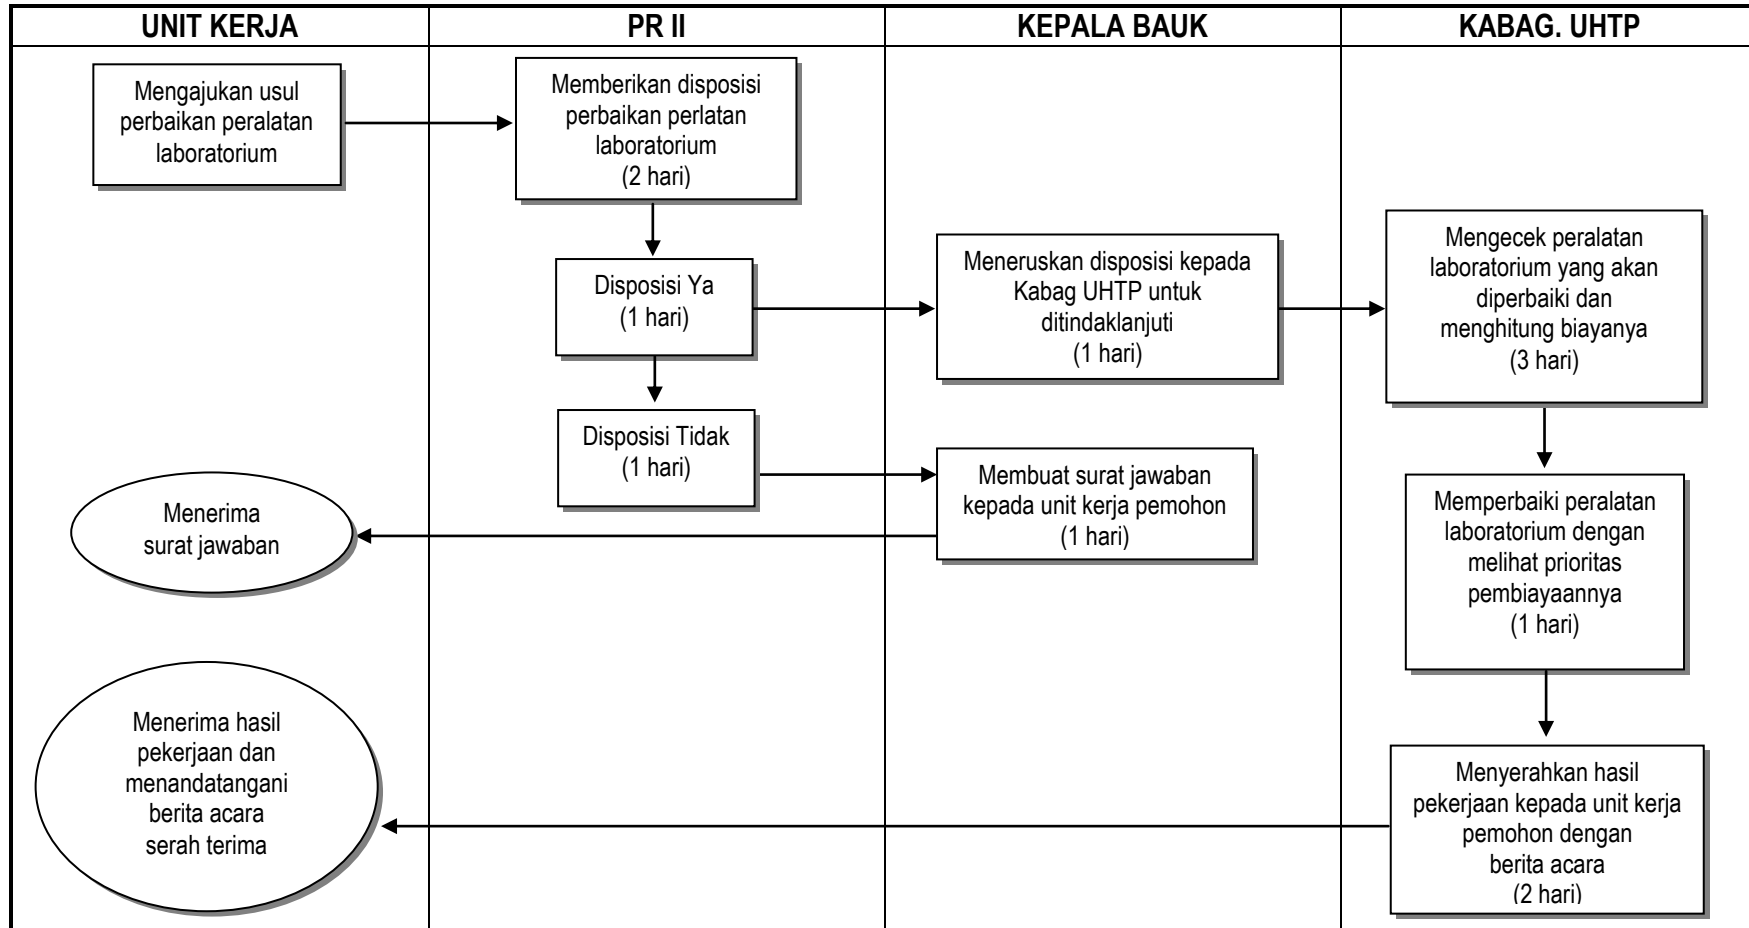 UNIT KERJA
PR II
KEPALA BAUK
KABAG. UHTP
Mengajukan usul
perbaikan peralatan
laboratorium
Memberikan disposisi
perbaikan perlatan
laboratorium
(2 hari)
Disposisi Ya
(1 hari)
Meneruskan disposisi kepada
Kabag UHTP untuk
ditindaklanjuti
(1 hari)
Mengecek peralatan
laboratorium yang akan
diperbaiki dan
menghitung biayanya
(3 hari)
Disposisi Tidak
(1 hari)
Membuat surat jawaban
kepada unit kerja pemohon
(1 hari)
Menerima
surat jawaban
Memperbaiki peralatan
laboratorium dengan
melihat prioritas
pembiayaannya
(1 hari)
Menyerahkan hasil
pekerjaan kepada unit kerja
pemohon dengan
berita acara
(2 hari)
Menerima hasil
pekerjaan dan
menandatangani
berita acara
serah terima